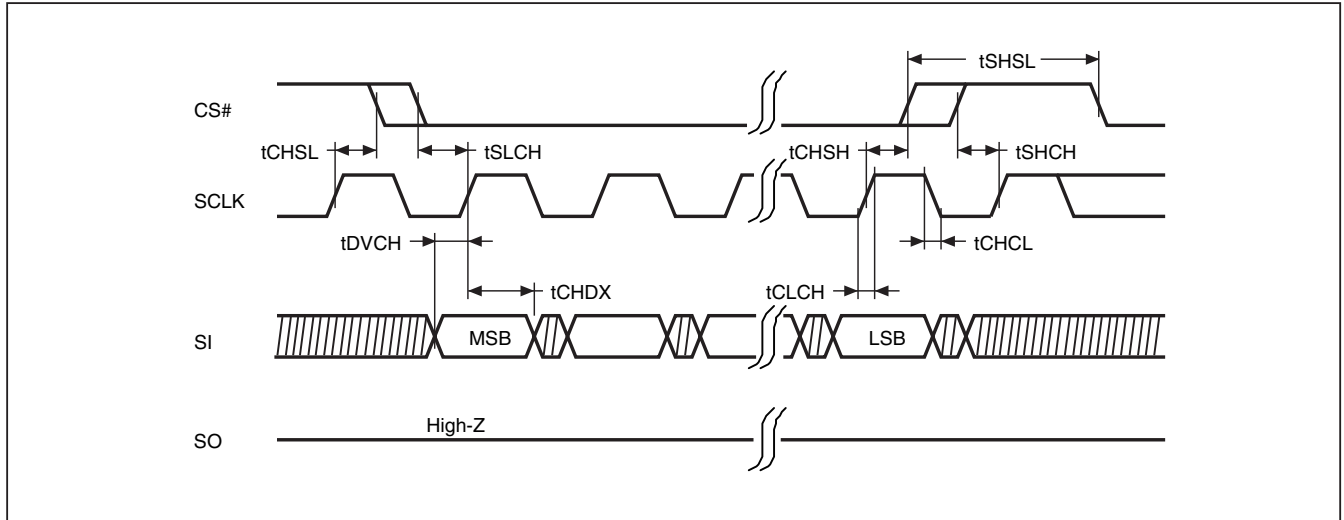 tSHSL
CS#
tCHSL
tSLCH
tCHSH
tSHCH
SCLK
tDVCH
tCHCL
tCHDX
tCLCH
SI
MSB
LSB
High-Z
SO